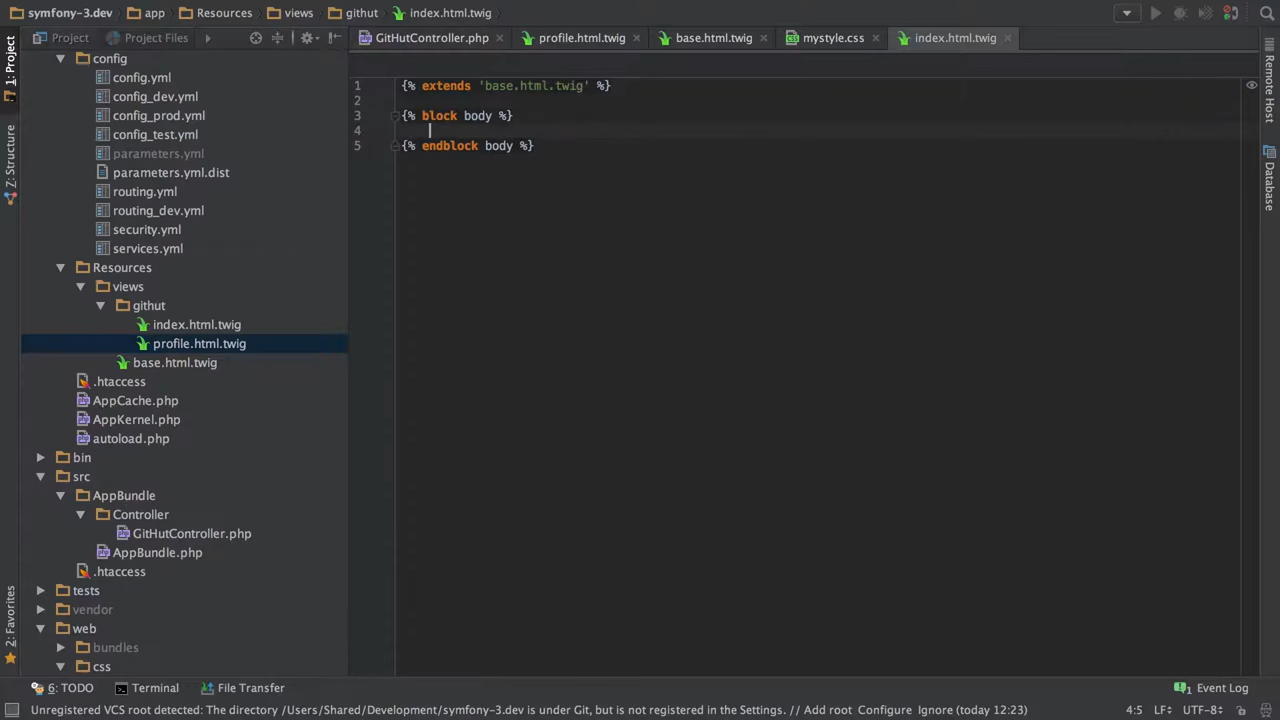 symfony-3.dev app Resources views githut index.html.twig
Project Project Files
GitHutController.php profile.html.twig base.html.twig mystyle.css index.html.twig
1: Project
Z: Structure
2: Favorites
config
config.yml
config_dev.yml
config_prod.yml
config_test.yml
parameters.yml
parameters.yml.dist
routing.yml
routing_dev.yml
security.yml
services.yml
Resources
views
githut
index.html.twig
profile.html.twig
base.html.twig
.htaccess
AppCache.php
AppKernel.php
autoload.php
bin
src
AppBundle
Controller
GitHutController.php
AppBundle.php
.htaccess
tests
vendor
web
bundles
css
1 {% extends 'base.html.twig' %}
2
3 {% block body %}
4
5 {% endblock body %}
Remote Host
Database
6: TODO Terminal File Transfer 1 Event Log
Unregistered VCS root detected: The directory /Users/Shared/Development/symfony-3.dev is under Git, but is not registered in the Settings. // Add root Configure Ignore (today 12:23) 4:5 LF÷ UTF-8÷